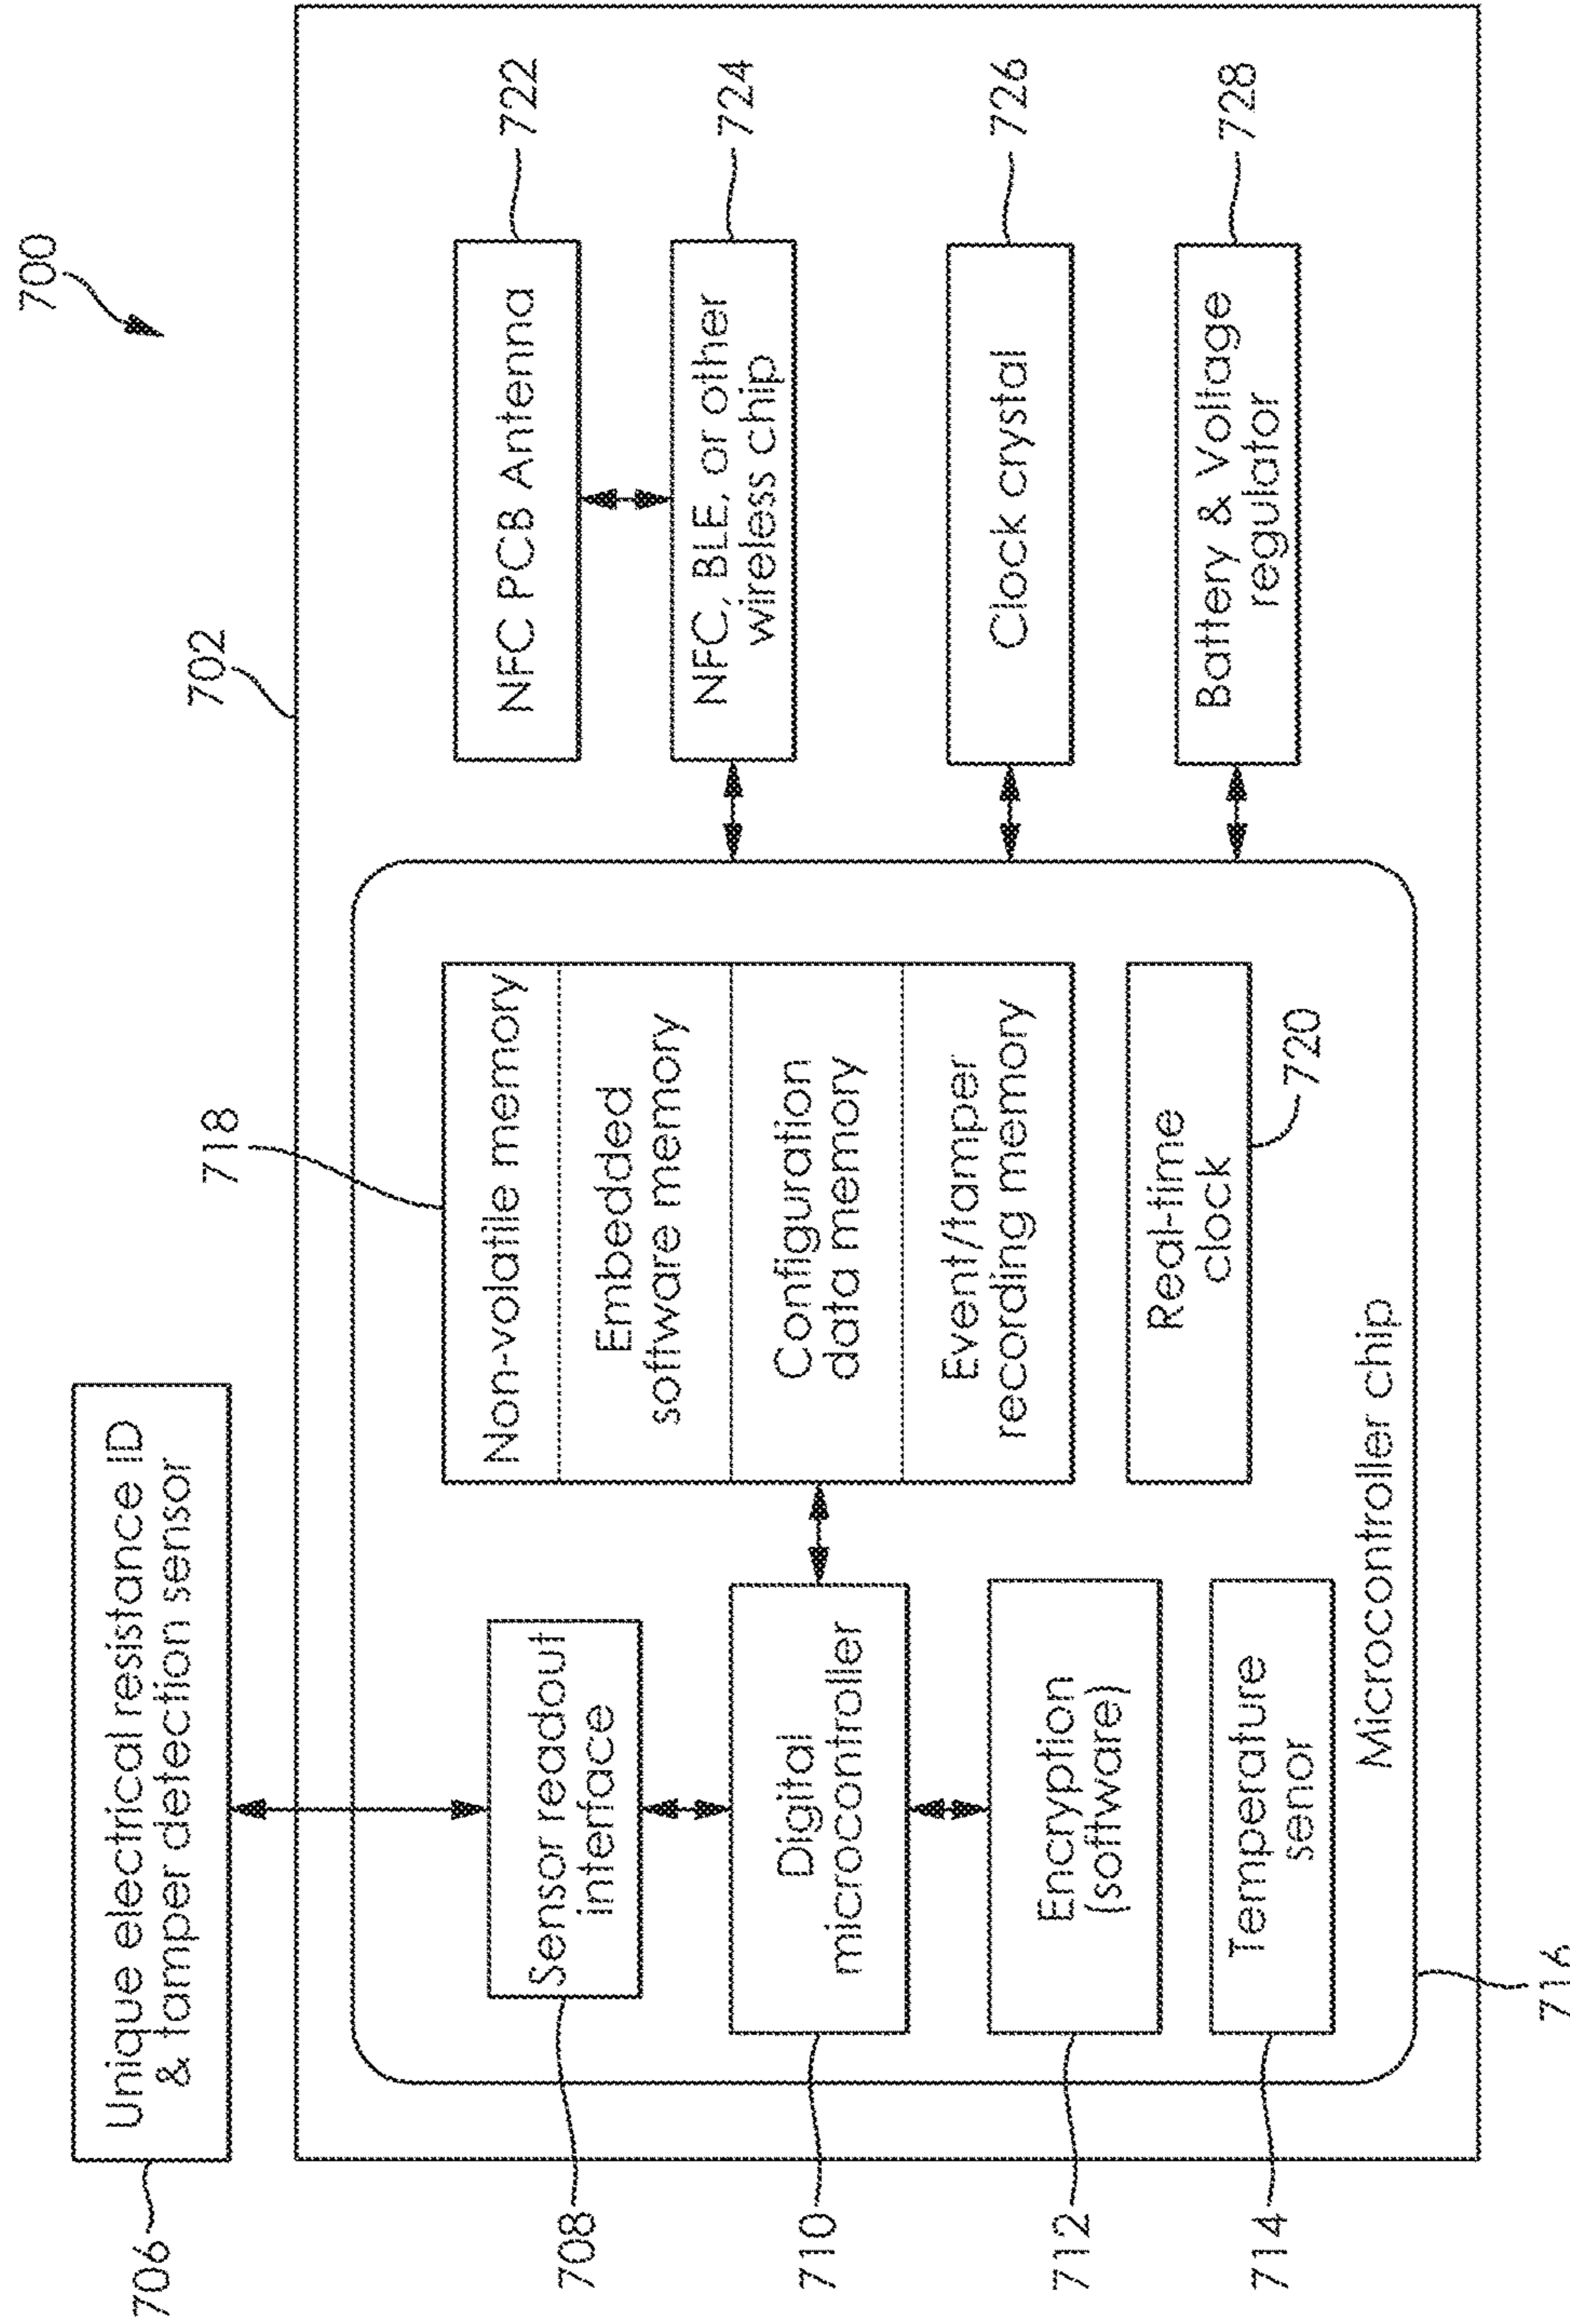 700
702
706
Unique electrical resistance ID
& tamper detection sensor
718
708
Sensor readout
interface
710
Digital
microcontroller
712
Encryption
(software)
714
Temperature
senor
Non-volatile memory
Embedded
software memory
Configuration
data memory
Event/tamper
recording memory
Real-time
clock
720
Microcontroller chip
716
NFC PCB Antenna
722
NFC, BLE, or other
wireless chip
724
Clock crystal
726
Battery & Voltage
regulator
728